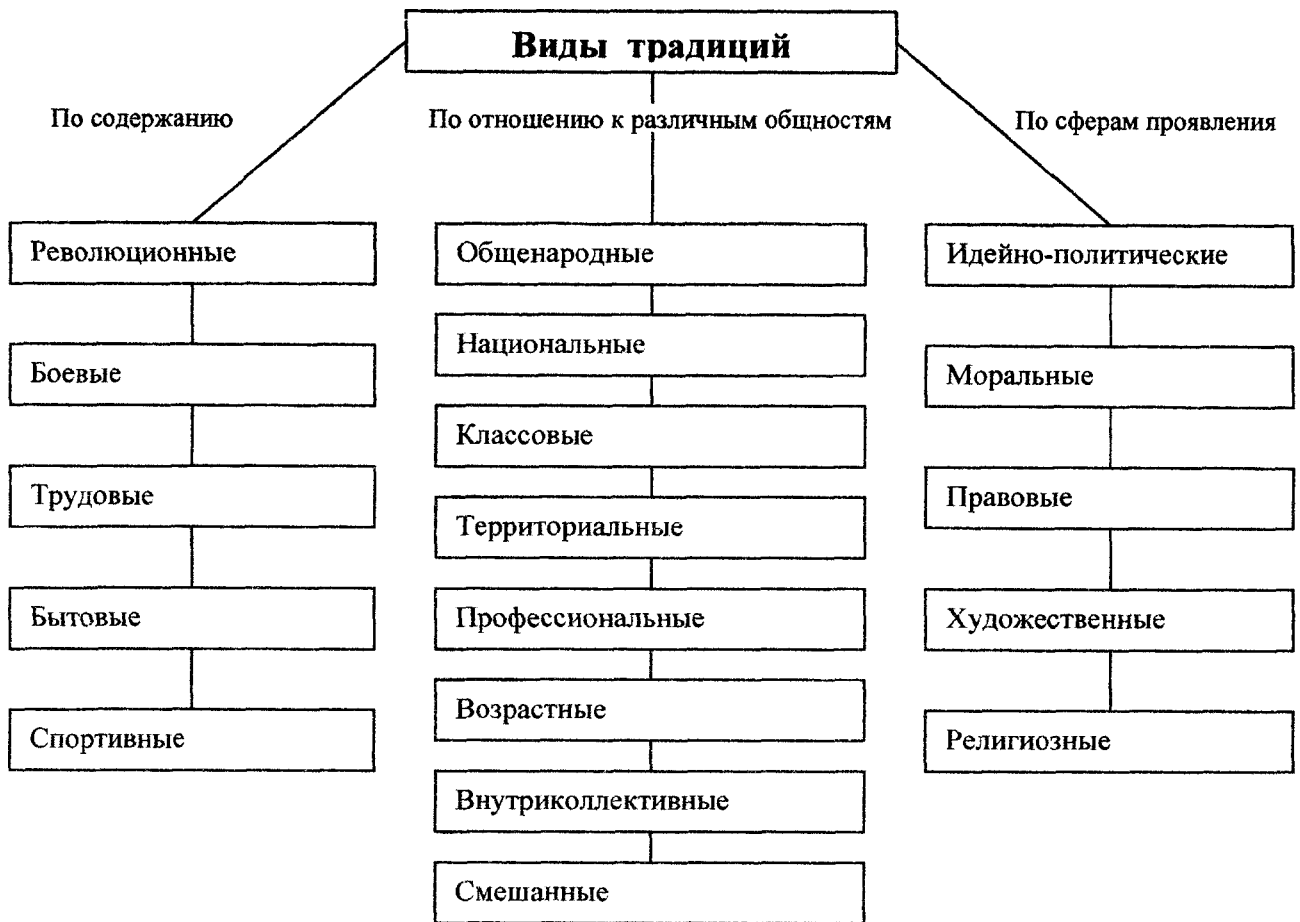 Виды традиций
По содержанию
По отношению к различным общностям
По сферам проявления
Революционные
Боевые
Трудовые
Бытовые
Спортивные
Общенародные
Национальные
Классовые
Территориальные
Профессиональные
Возрастные
Внутриколлективные
Смешанные
Идейно-политические
Моральные
Правовые
Художественные
Религиозные